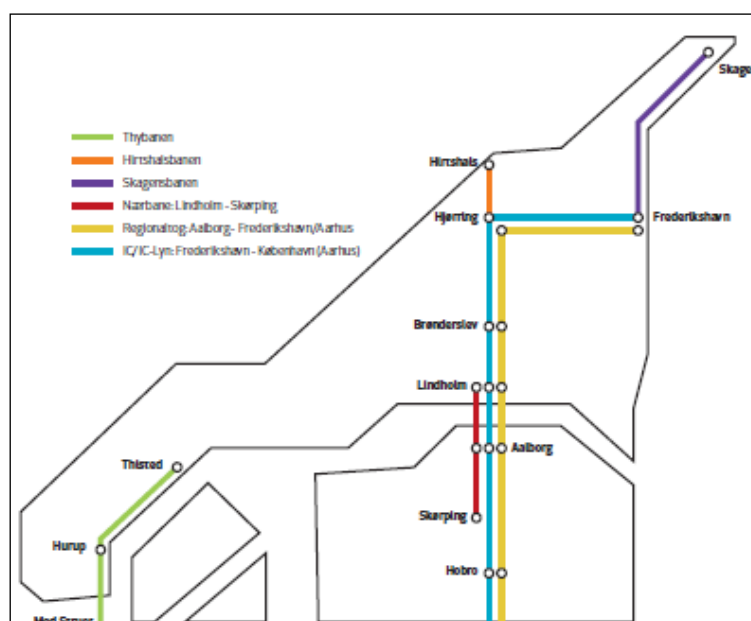 Skage
Thybanen
Hirtshalsbanen
Skagensbanen
Nærbane: Lindholm - Skørping
Regionaltog: Aalborg - Frederikshavn/Aarhus
IC/IC-Lyn: Frederikshavn - København (Aarhus)
Hirtshals
Hjørring
Frederikshavn
Brønderslev
Lindholm
Aalborg
Thisted
Skørping
Hurup
Hobro